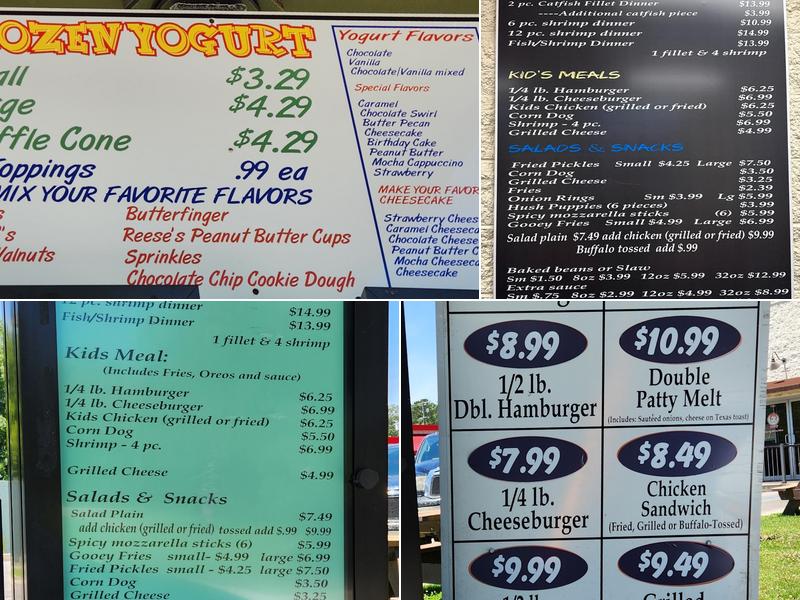 OZEN YOGURT
all $3.29
ge $4.29
ffle Cone $4.29
oppings .99 ea
MIX YOUR FAVORITE FLAVORS
s Butterfinger
's Reese's Peanut Butter Cups
Walnuts Sprinkles
Chocolate Chip Cookie Dough
Yogurt Flavors
Chocolate
Vanilla
Chocolate/Vanilla mixed
Special Flavors
Caramel
Chocolate Swirl
Butter Pecan
Cheesecake
Birthday Cake
Peanut Butter
Mocha Cappuccino
Strawberry
MAKE YOUR FAVOR
CHEESECAKE
Strawberry Chees
Caramel Cheeseca
Chocolate Cheese
Peanut Butter C
Mocha Cheeseca
Cheesecake
2 pc. Catfish Fillet Dinner $13.99
----Additional catfish piece $3.99
6 pc. shrimp dinner $10.99
12 pc. shrimp dinner $14.99
Fish/Shrimp Dinner $13.99
1 fillet & 4 shrimp
KID'S MEALS
1/4 lb. Hamburger $6.25
1/4 lb. Cheeseburger $6.99
Kids Chicken (grilled or fried) $6.25
Corn Dog $5.50
Shrimp - 4 pc. $6.99
Grilled Cheese $4.99
SALADS & SNACKS
Fried Pickles Small $4.25 Large $7.50
Corn Dog $3.50
Grilled Cheese $3.25
Fries $2.39
Onion Rings Sm $3.99 Lg $5.99
Hush Puppies (6 pieces) $3.99
Spicy mozzarella sticks (6) $5.99
Gooey Fries Small $4.99 Large $6.99
Salad plain $7.49 add chicken (grilled or fried) $9.99
Buffalo tossed add $.99
Baked beans or Slaw
Sm $1.50 8oz $3.99 12oz $5.99 32oz $12.99
Extra sauce
Sm $.75 8oz $2.99 12oz $4.99 32oz $8.99
12 pc. shrimp dinner $14.99
Fish/Shrimp Dinner $13.99
1 fillet & 4 shrimp
Kids Meal:
(Includes Fries, Oreos and sauce)
1/4 lb. Hamburger $6.25
1/4 lb. Cheeseburger $6.99
Kids Chicken (grilled or fried) $6.25
Corn Dog $5.50
Shrimp - 4 pc. $6.99
Grilled Cheese $4.99
Salads & Snacks
Salad Plain $7.49
add chicken (grilled or fried) tossed add $.99 $9.99
Spicy mozzarella sticks (6) $5.99
Gooey Fries small- $4.99 large $6.99
Fried Pickles small - $4.25 large $7.50
Corn Dog $3.50
Grilled Cheese $3.25
$8.99
1/2 lb.
Dbl. Hamburger
$10.99
Double
Patty Melt
(Includes: Sautéed onions, cheese on Texas toast)
$7.99
1/4 lb.
Cheeseburger
$8.49
Chicken
Sandwich
(Fried, Grilled or Buffalo-Tossed)
$9.99
1/2 lb.
$9.49
Grilled